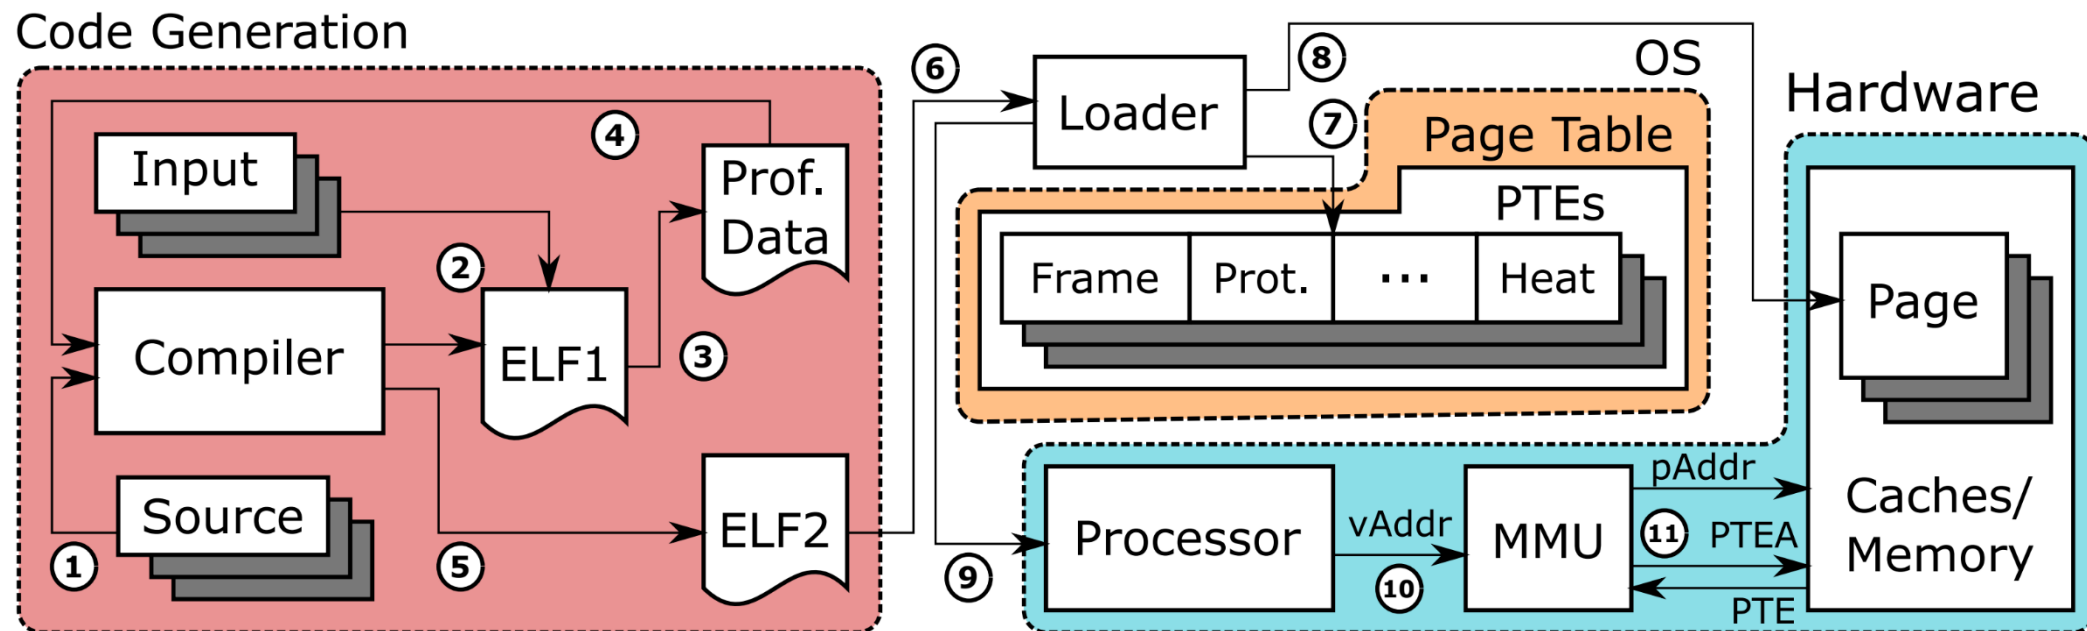 Code Generation
Input
Compiler
Source
ELF1
Prof.
Data
ELF2
1
2
3
4
5
6
Loader
8
7
OS
Page Table
PTEs
Frame
Prot.
...
Heat
Hardware
Page
Caches/
Memory
9
Processor
vAddr
10
MMU
pAddr
11
PTEA
PTE